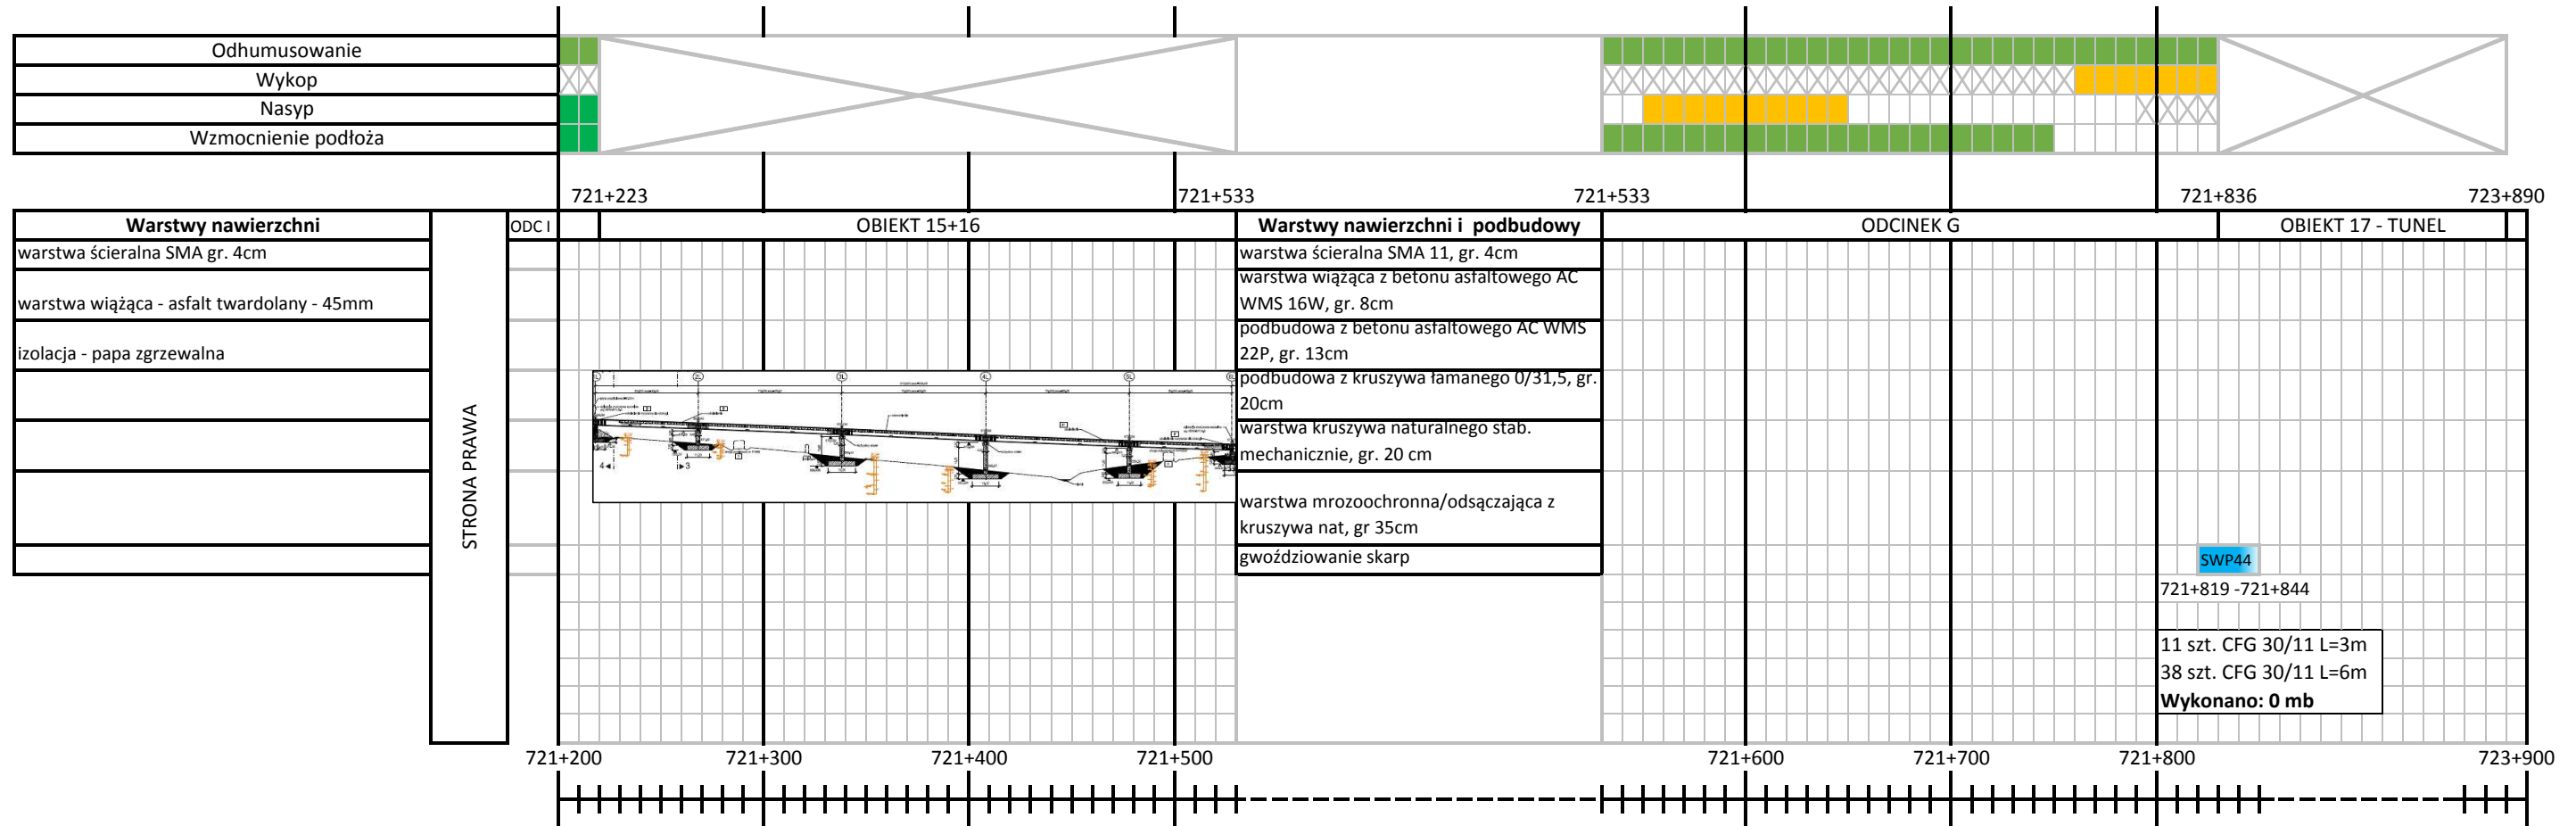 Odhumusowanie
Wykop
Nasyp
Wzmocnienie podłoża
721+223
721+533
721+533
721+836
723+890
Warstwy nawierzchni
ODC I
OBIEKT 15+16
Warstwy nawierzchni i podbudowy
ODCINEK G
OBIEKT 17 - TUNEL
STRONA PRAWA
warstwa ścieralna SMA gr. 4cm
warstwa wiążąca - asfalt twardolany - 45mm
izolacja - papa zgrzewalna
warstwa ścieralna SMA 11, gr. 4cm
warstwa wiążąca z betonu asfaltowego AC
WMS 16W, gr. 8cm
podbudowa z betonu asfaltowego AC WMS
22P, gr. 13cm
podbudowa z kruszywa łamanego 0/31,5, gr.
20cm
warstwa kruszywa naturalnego stab.
mechanicznie, gr. 20 cm
warstwa mrozoochronna/odsączająca z
kruszywa nat, gr 35cm
gwoździowanie skarp
SWP44
721+819 -721+844
11 szt. CFG 30/11 L=3m
38 szt. CFG 30/11 L=6m
Wykonano: 0 mb
721+200
721+300
721+400
721+500
721+600
721+700
721+800
723+900